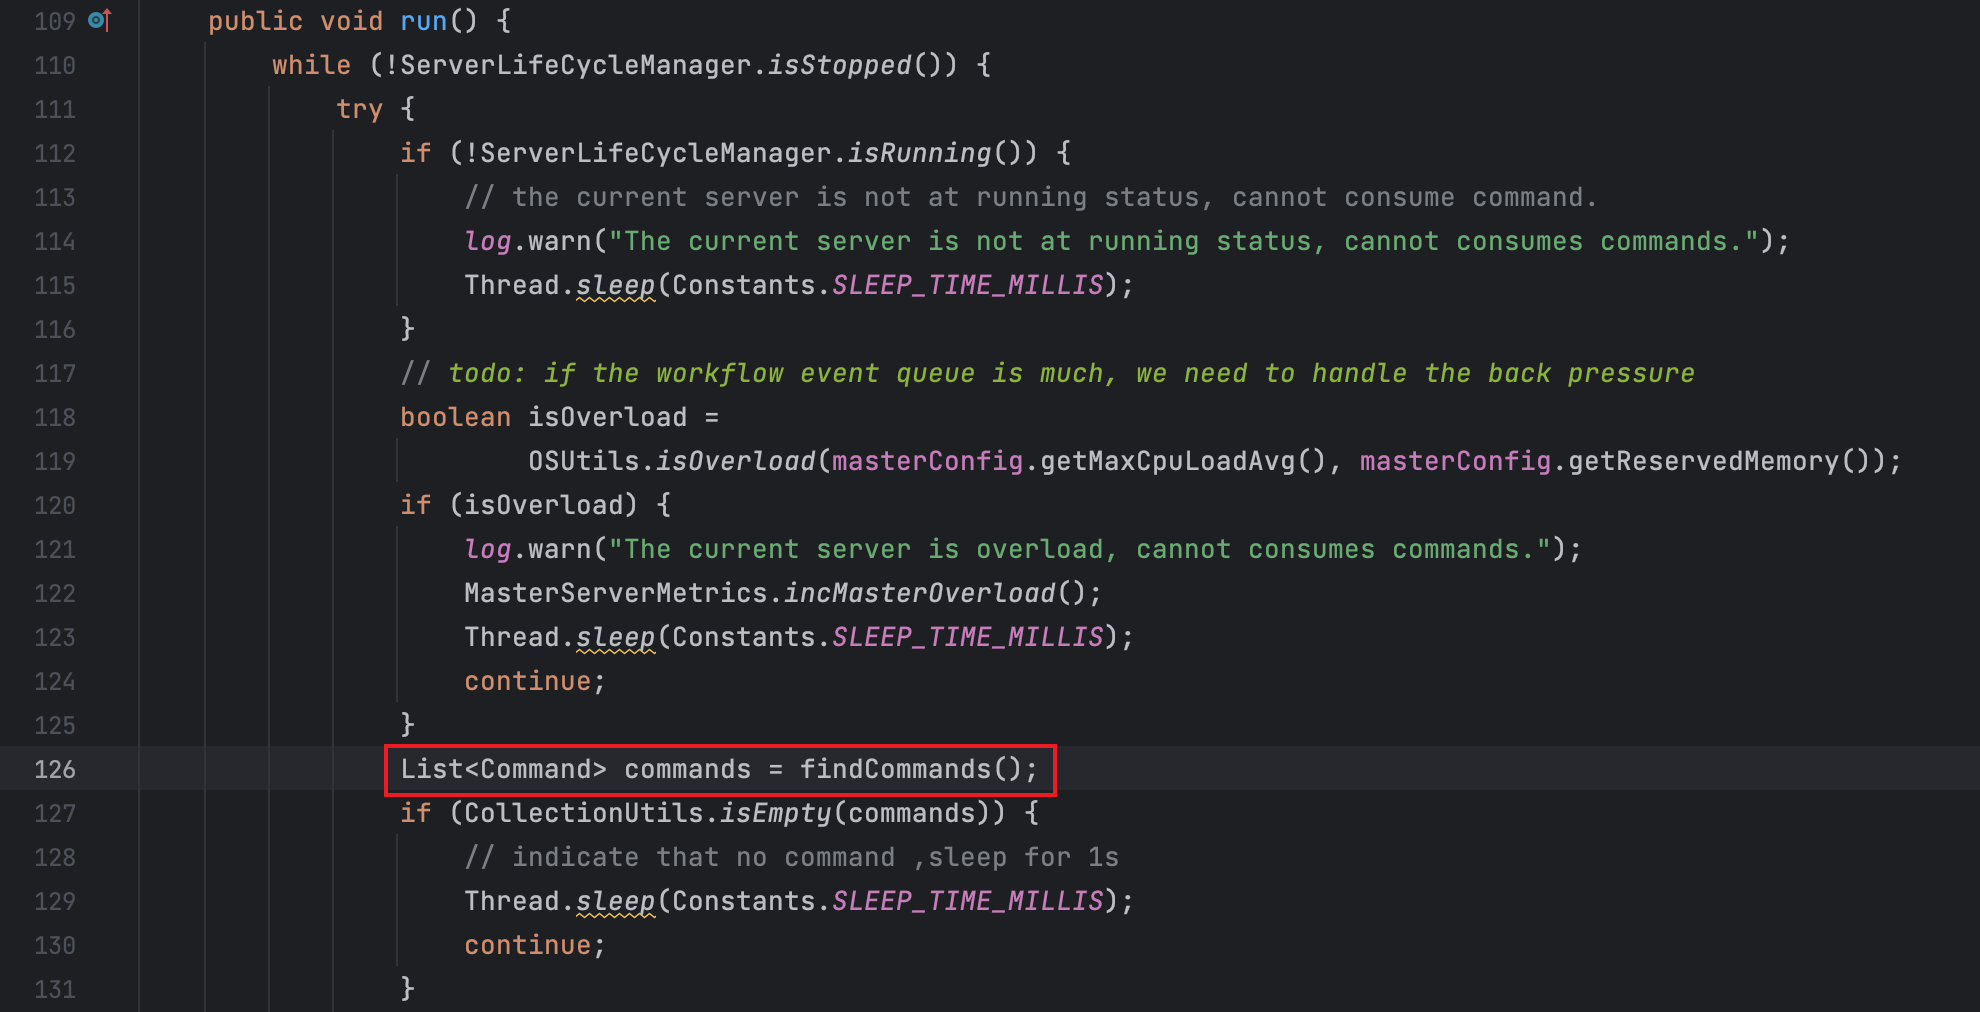 109 public void run() {
110 while (!ServerLifeCycleManager.isStopped()) {
111 try {
112 if (!ServerLifeCycleManager.isRunning()) {
113 // the current server is not at running status, cannot consume command.
114 log.warn("The current server is not at running status, cannot consumes commands.");
115 Thread.sleep(Constants.SLEEP_TIME_MILLIS);
116 }
117 // todo: if the workflow event queue is much, we need to handle the back pressure
118 boolean isOverload =
119 OSUtils.isOverload(masterConfig.getMaxCpuLoadAvg(), masterConfig.getReservedMemory());
120 if (isOverload) {
121 log.warn("The current server is overload, cannot consumes commands.");
122 MasterServerMetrics.incMasterOverload();
123 Thread.sleep(Constants.SLEEP_TIME_MILLIS);
124 continue;
125 }
126 List<Command> commands = findCommands();
127 if (CollectionUtils.isEmpty(commands)) {
128 // indicate that no command ,sleep for 1s
129 Thread.sleep(Constants.SLEEP_TIME_MILLIS);
130 continue;
131 }